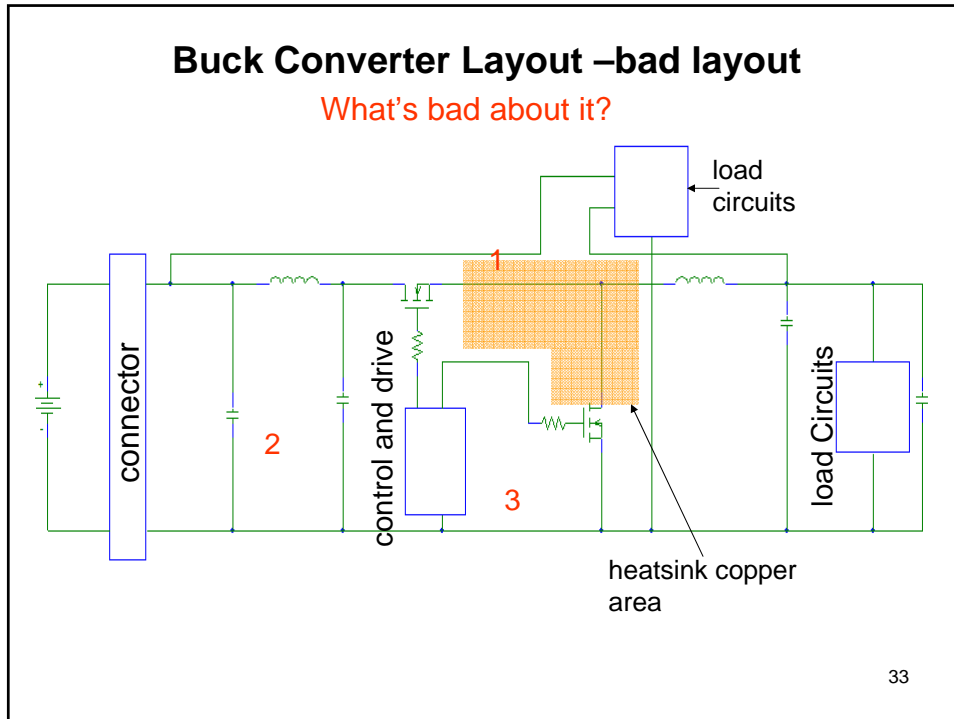 Buck Converter Layout –bad layout
What's bad about it?
load
circuits
1
connector
+
-
2
control and drive
3
load Circuits
heatsink copper
area
33